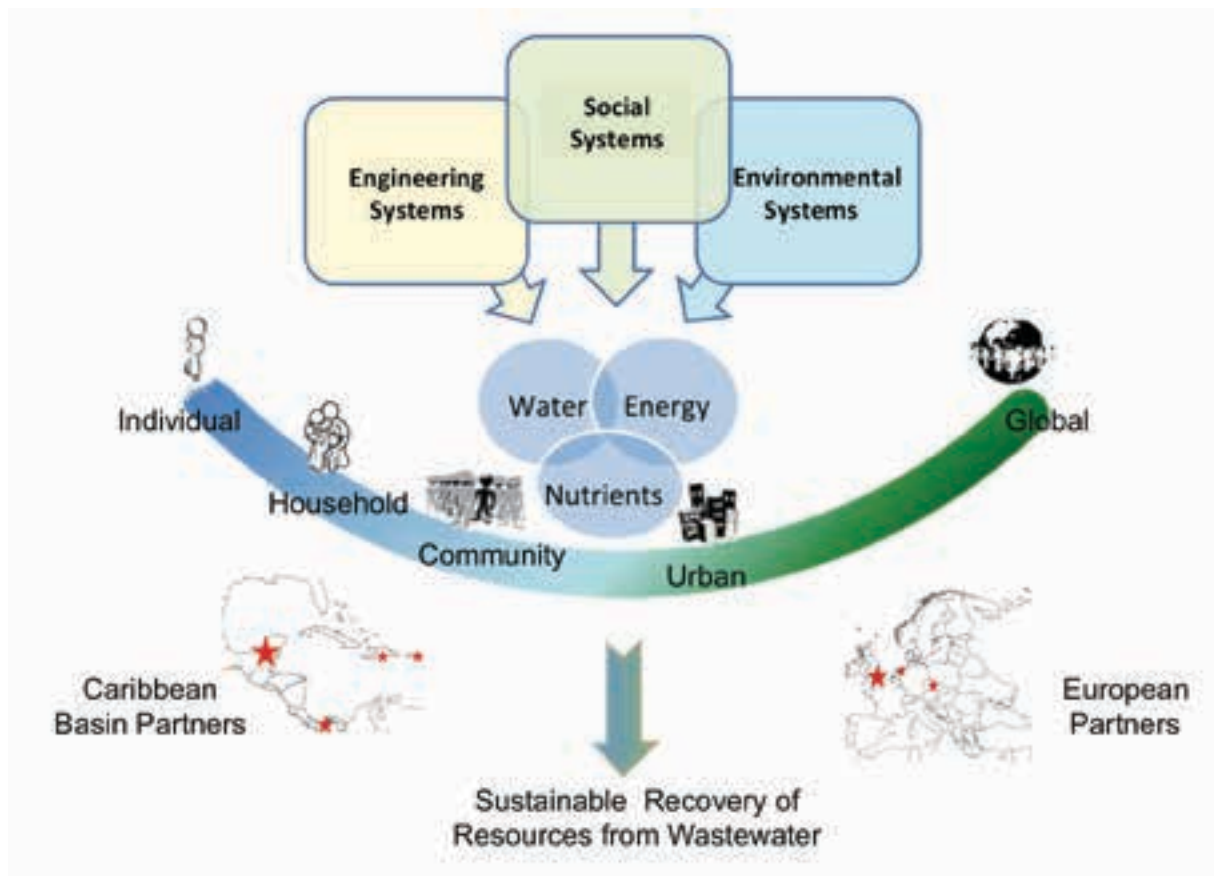 Social
Systems
Engineering
Systems
Environmental
Systems
Water
Energy
Nutrients
Individual
Household
Community
Urban
Global
Caribbean
Basin Partners
European
Partners
Sustainable Recovery of
Resources from Wastewater